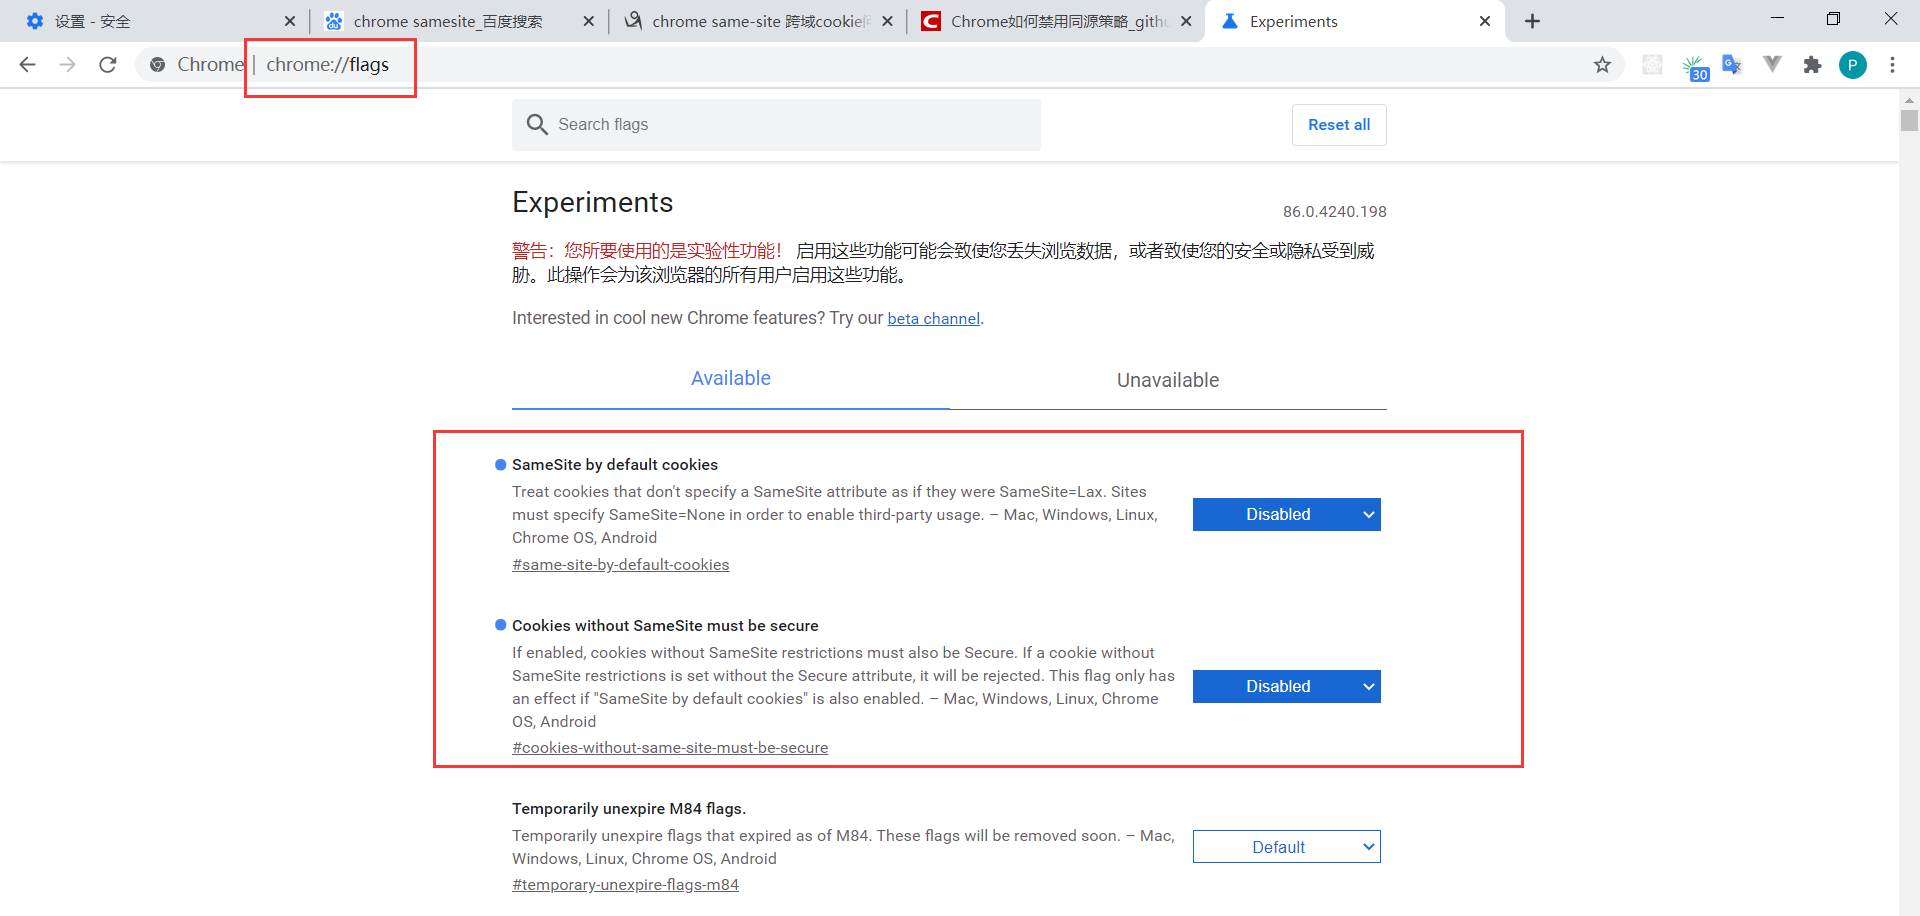 设置 - 安全
chrome samesite_百度搜索
chrome same-site 跨域cookie
Chrome如何禁用同源策略_gith
Experiments
Chrome | chrome://flags
30
P
Search flags
Reset all
Experiments
86.0.4240.198
警告：您所要使用的是实验性功能！ 启用这些功能可能会致使您丢失浏览数据，或者致使您的安全或隐私受到威
胁。此操作会为该浏览器的所有用户启用这些功能。
Interested in cool new Chrome features? Try our beta channel.
Available
Unavailable
SameSite by default cookies
Treat cookies that don't specify a SameSite attribute as if they were SameSite=Lax. Sites
must specify SameSite=None in order to enable third-party usage. – Mac, Windows, Linux,
Chrome OS, Android
#same-site-by-default-cookies
Disabled
Cookies without SameSite must be secure
If enabled, cookies without SameSite restrictions must also be Secure. If a cookie without
SameSite restrictions is set without the Secure attribute, it will be rejected. This flag only has
an effect if "SameSite by default cookies" is also enabled. – Mac, Windows, Linux, Chrome
OS, Android
#cookies-without-same-site-must-be-secure
Disabled
Temporarily unexpire M84 flags.
Temporarily unexpire flags that expired as of M84. These flags will be removed soon. – Mac,
Windows, Linux, Chrome OS, Android
#temporary-unexpire-flags-m84
Default